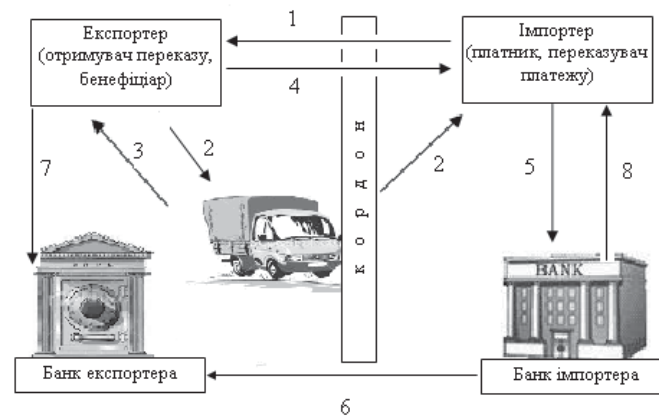 Експортер
(отримувач переказу,
бенефіціар)
1
4
Імпортер
(платник, переказувач
платежу)
кордон
7
3
2
2
5
8
BANK
Банк експортера
Банк імпортера
6